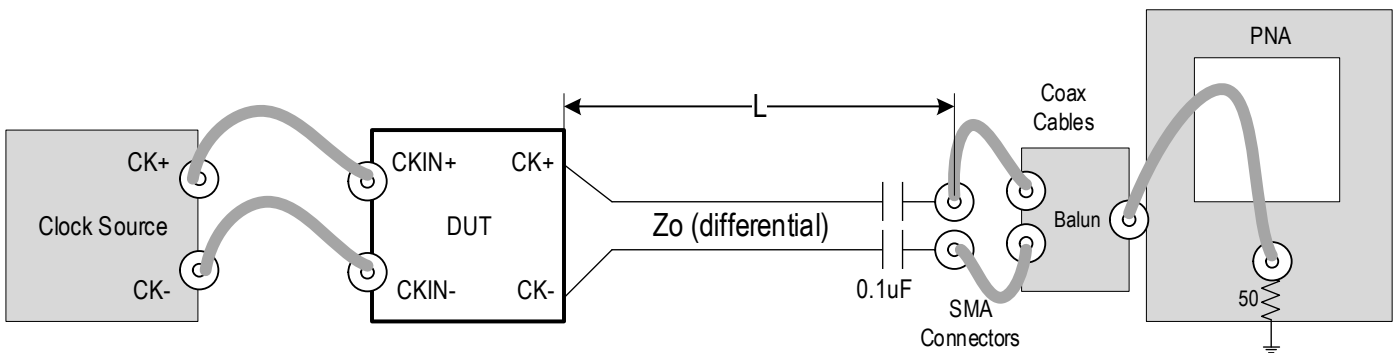 PNA
L
Coax
Cables
CK+
CKIN+
CK+
Clock Source
DUT
Zo (differential)
Balun
CK-
CKIN-
CK-
0.1uF
SMA
Connectors
50